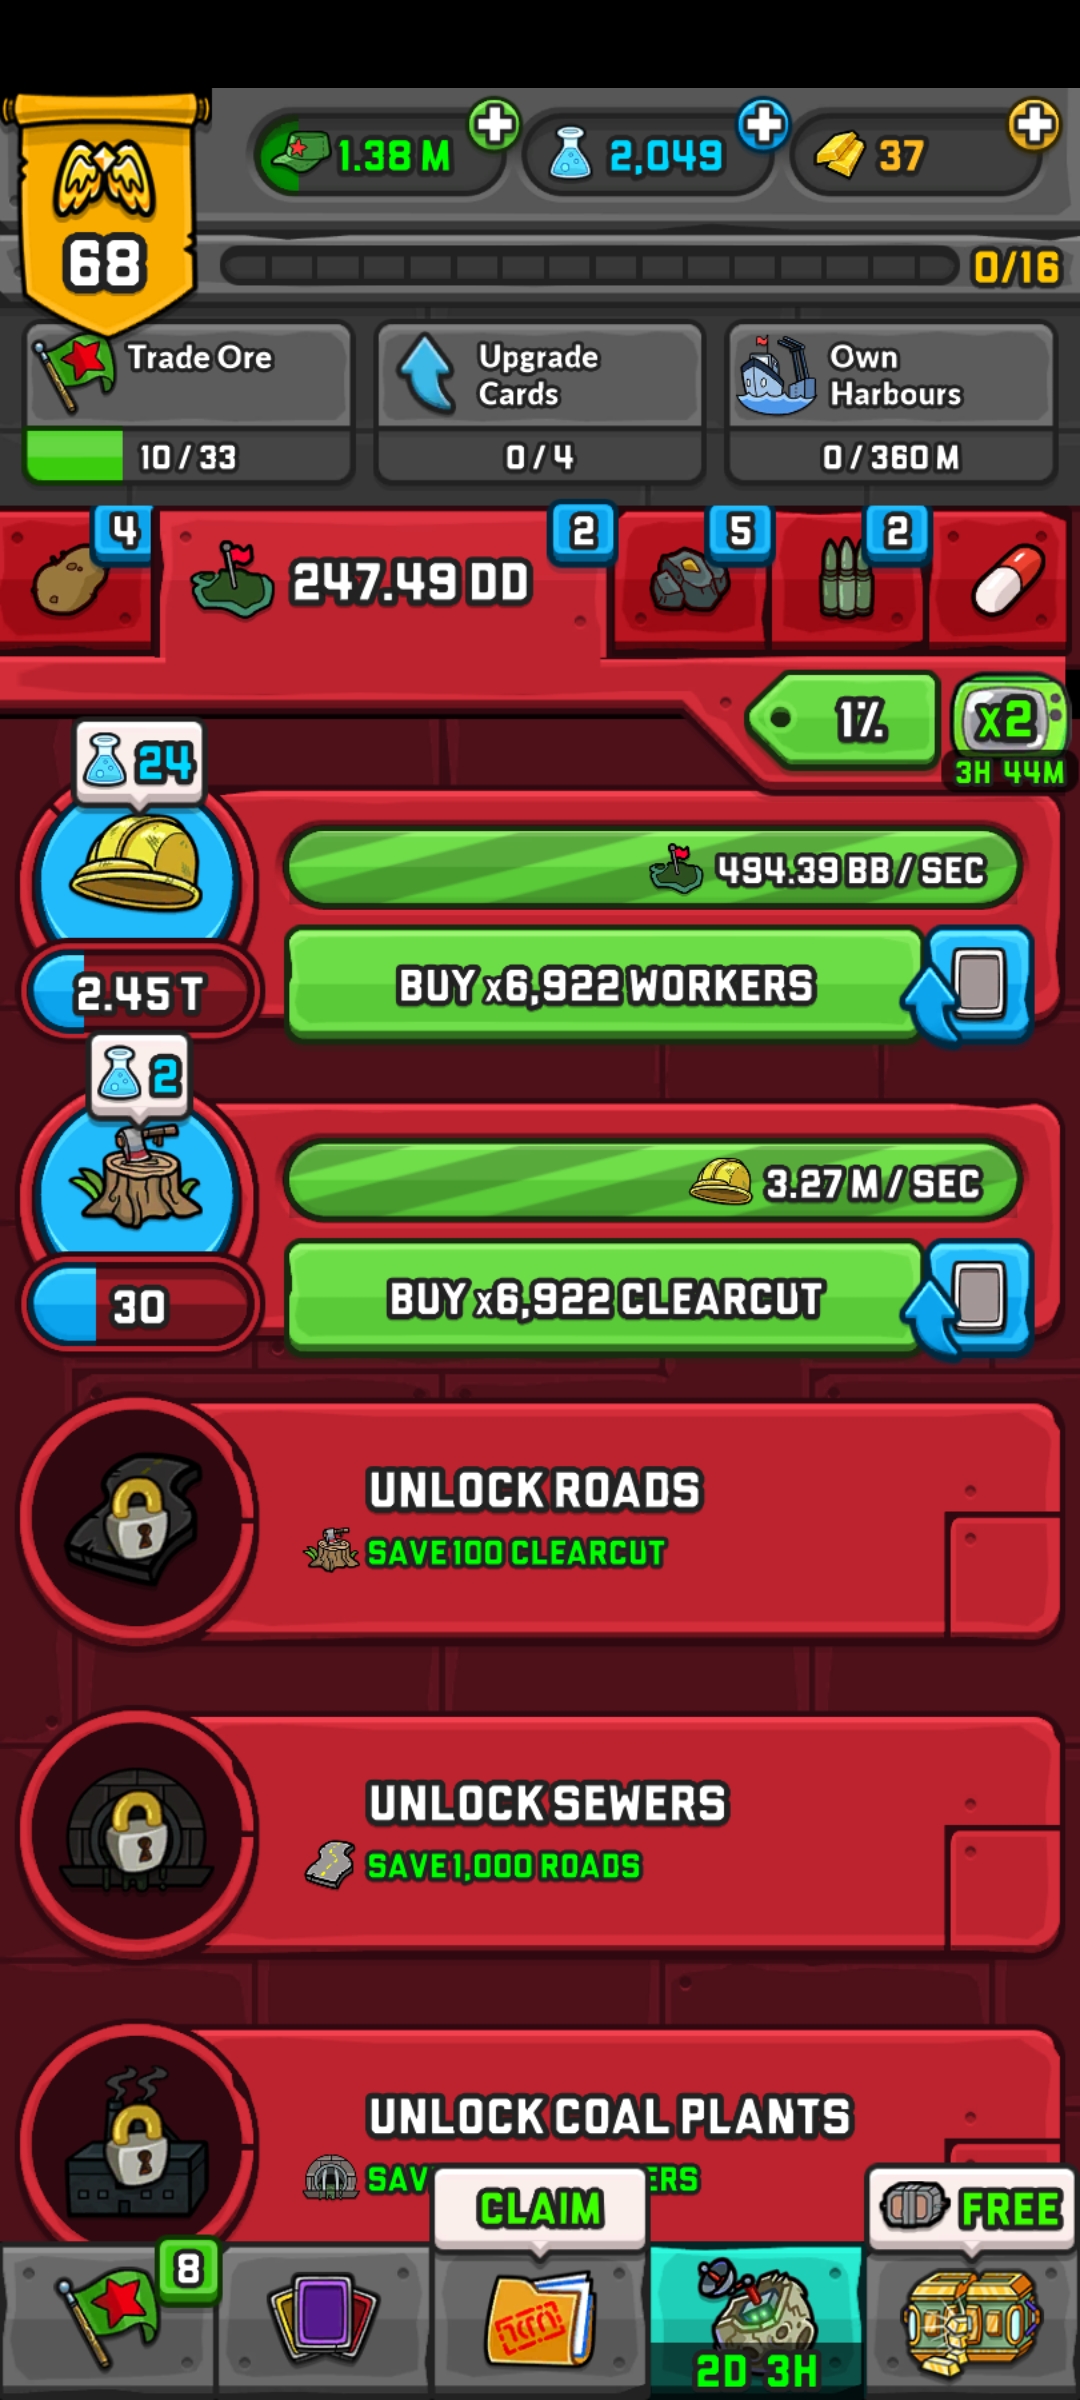 1.38 M
2,049
37
68
0/16
Trade Ore
Upgrade
Cards
Own
Harbours
10 / 33
0 / 4
0 / 360 M
4
247.49 DD
2
5
2
1%
x2
3H 44M
24
494.39 BB / SEC
2.45 T
BUY x6,922 WORKERS
2
3.27 M / SEC
30
BUY x6,922 CLEARCUT
UNLOCK ROADS
SAVE 100 CLEARCUT
UNLOCK SEWERS
SAVE 1,000 ROADS
UNLOCK COAL PLANTS
CLAIM
FREE
8
2D 3H